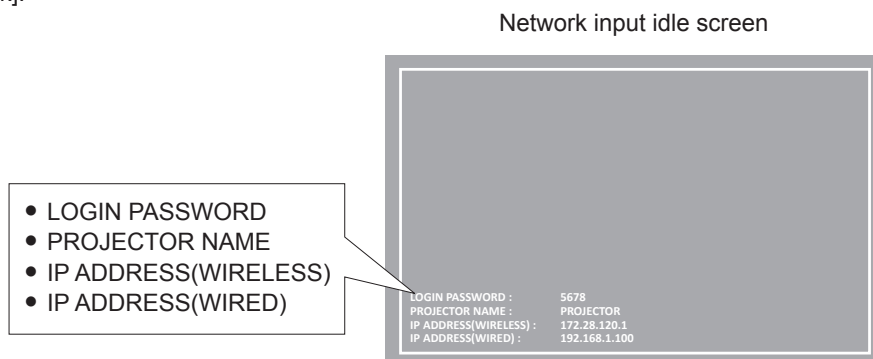 Network input idle screen
• LOGIN PASSWORD
• PROJECTOR NAME
• IP ADDRESS(WIRELESS)
• IP ADDRESS(WIRED)
LOGIN PASSWORD : 5678
PROJECTOR NAME : PROJECTOR
IP ADDRESS(WIRELESS) : 172.28.120.1
IP ADDRESS(WIRED) : 192.168.1.100